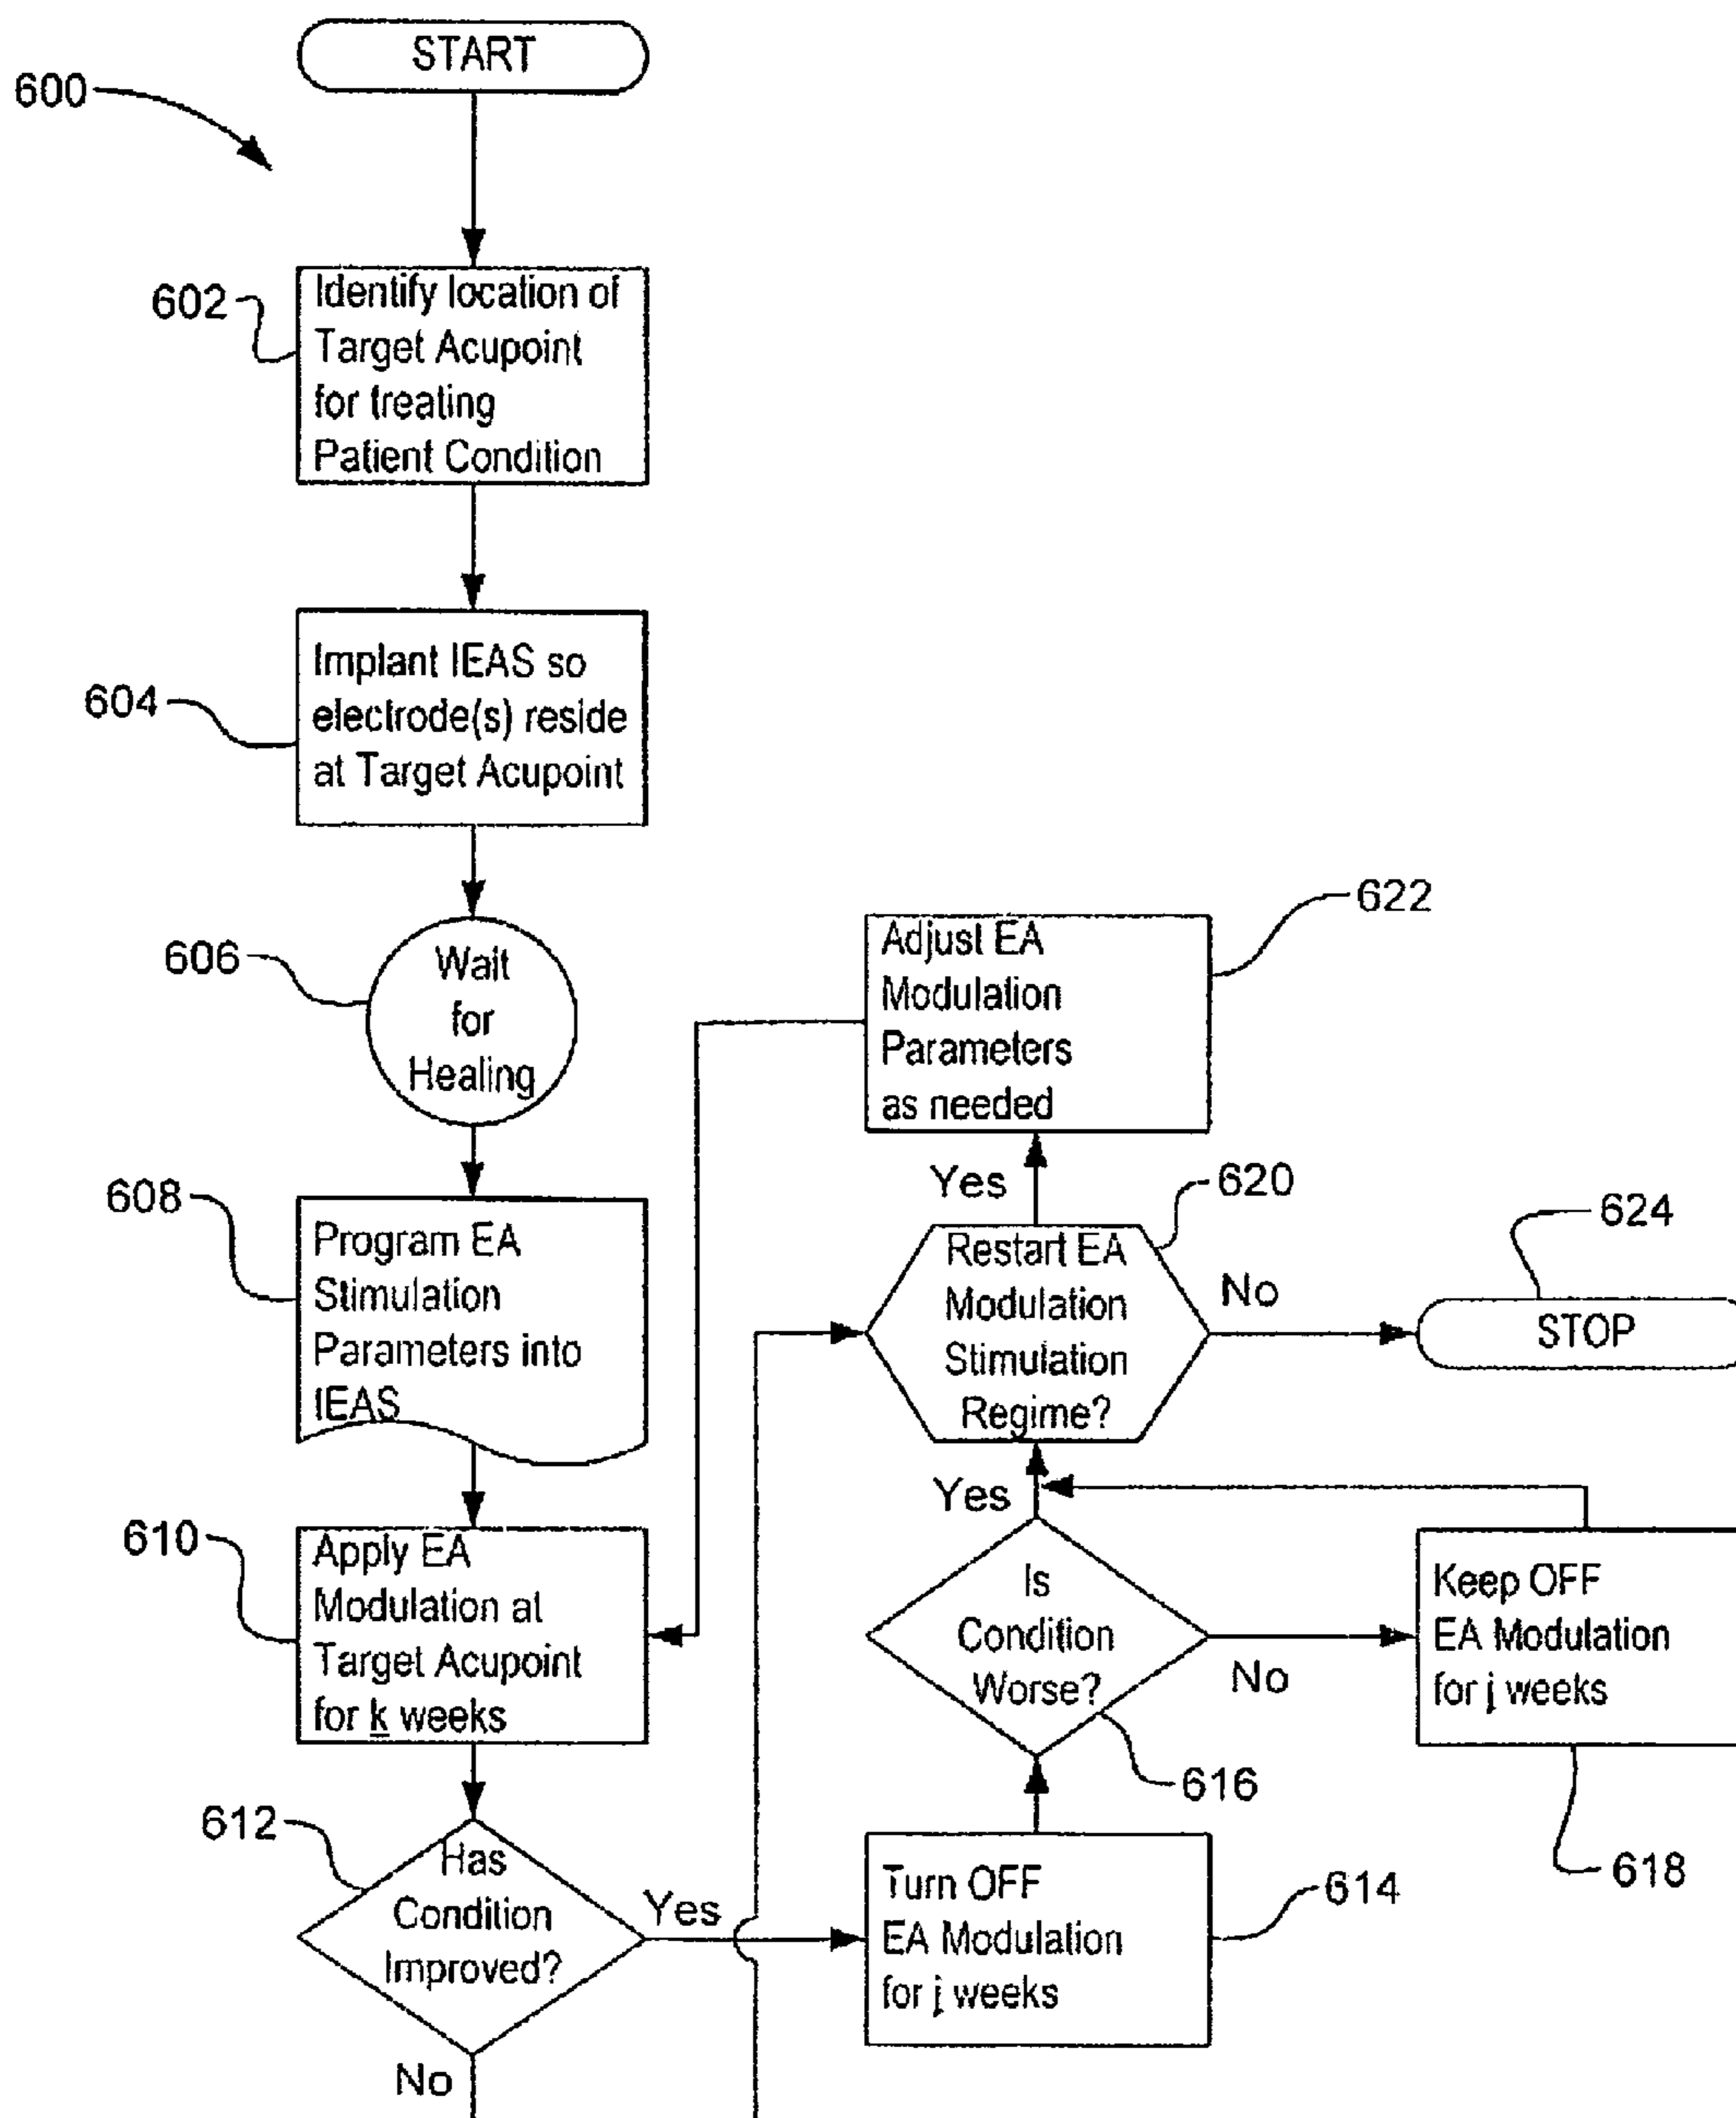 START
600
602
Identify location of
Target Acupoint
for treating
Patient Condition
604
Implant IEAS so
electrode(s) reside
at Target Acupoint
606
Wait
for
Healing
608
Program EA
Stimulation
Parameters into
IEAS
610
Apply EA
Modulation at
Target Acupoint
for k weeks
612
Has
Condition
Improved?
Yes
No
Turn OFF
EA Modulation
for j weeks
614
Is
Condition
Worse?
616
Yes
No
Keep OFF
EA Modulation
for j weeks
618
Restart EA
Modulation
Stimulation
Regime?
620
Yes
No
Adjust EA
Modulation
Parameters
as needed
622
624
STOP